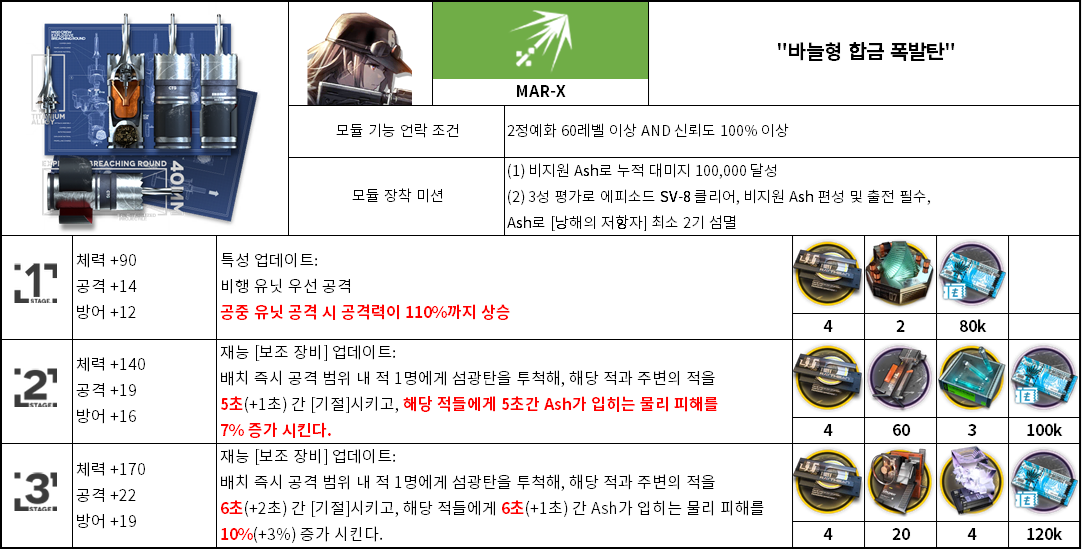 "바늘형 합금 폭발탄"
MAR-X
TITANIUM
ALLOY
BREACHING ROUND
40MM
모듈 기능 언락 조건
2정예화 60레벨 이상 AND 신뢰도 100% 이상
모듈 장착 미션
(1) 비지원 Ash로 누적 대미지 100,000 달성
(2) 3성 평가로 에피소드 SV-8 클리어, 비지원 Ash 편성 및 출전 필수,
Ash로 [낭해의 저항자] 최소 2기 섬멸
1
STAGE
체력 +90
공격 +14
방어 +12
특성 업데이트:
비행 유닛 우선 공격
공중 유닛 공격 시 공격력이 110%까지 상승
4
2
80k
2
STAGE
체력 +140
공격 +19
방어 +16
재능 [보조 장비] 업데이트:
배치 즉시 공격 범위 내 적 1명에게 섬광탄을 투척해, 해당 적과 주변의 적을
5초(+1초) 간 [기절]시키고, 해당 적들에게 5초간 Ash가 입히는 물리 피해를
7% 증가 시킨다.
4
60
3
100k
3
STAGE
체력 +170
공격 +22
방어 +19
재능 [보조 장비] 업데이트:
배치 즉시 공격 범위 내 적 1명에게 섬광탄을 투척해, 해당 적과 주변의 적을
6초(+2초) 간 [기절]시키고, 해당 적들에게 6초(+1초) 간 Ash가 입히는 물리 피해를
10%(+3%) 증가 시킨다.
4
20
4
120k